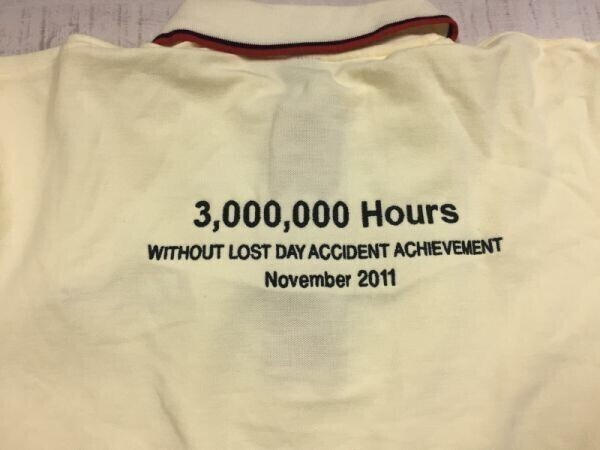 3,000,000 Hours
WITHOUT LOST DAY ACCIDENT ACHIEVEMENT
November 2011